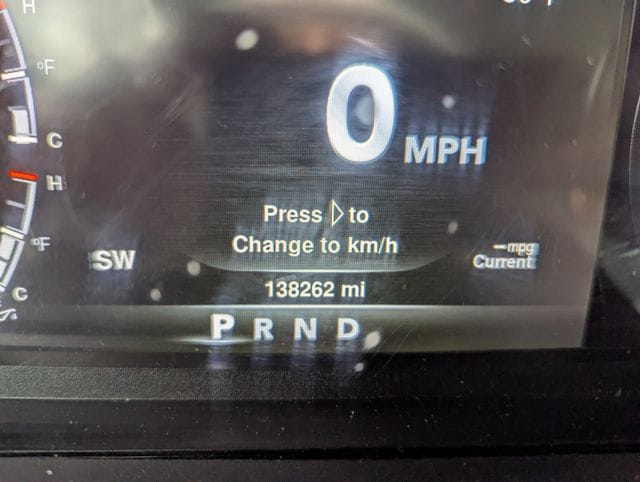 H
°F
C
H
°F
C
0 MPH
Press ▷ to
Change to km/h
SW
mpg
Current
138262 mi
P R N D